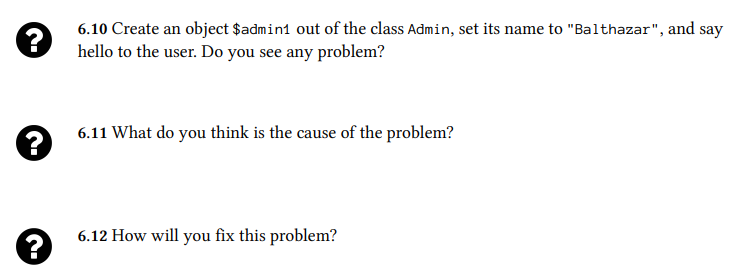 6.10 Create an object $admin1 out of the class Admin, set its name to "Balthazar", and say
hello to the user. Do you see any problem?
6.11 What do you think is the cause of the problem?
6.12 How will you fix this problem?